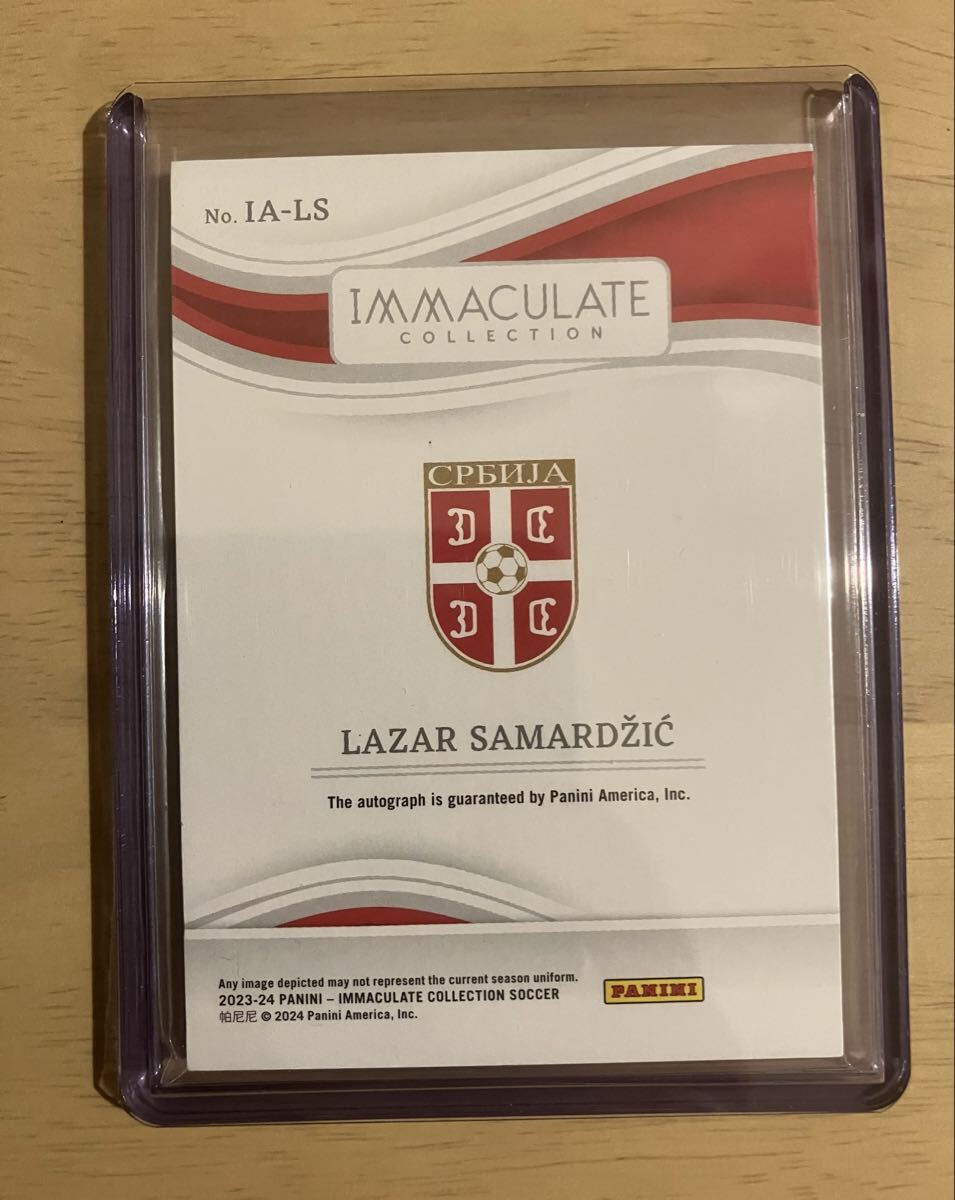 No. IA-LS
IMMACULATE
COLLECTION
СРБИЈА
LAZAR SAMARDŽIĆ
The autograph is guaranteed by Panini America, Inc.
Any image depicted may not represent the current season uniform.
2023-24 PANINI – IMMACULATE COLLECTION SOCCER
帕尼尼 © 2024 Panini America, Inc.
PANINI